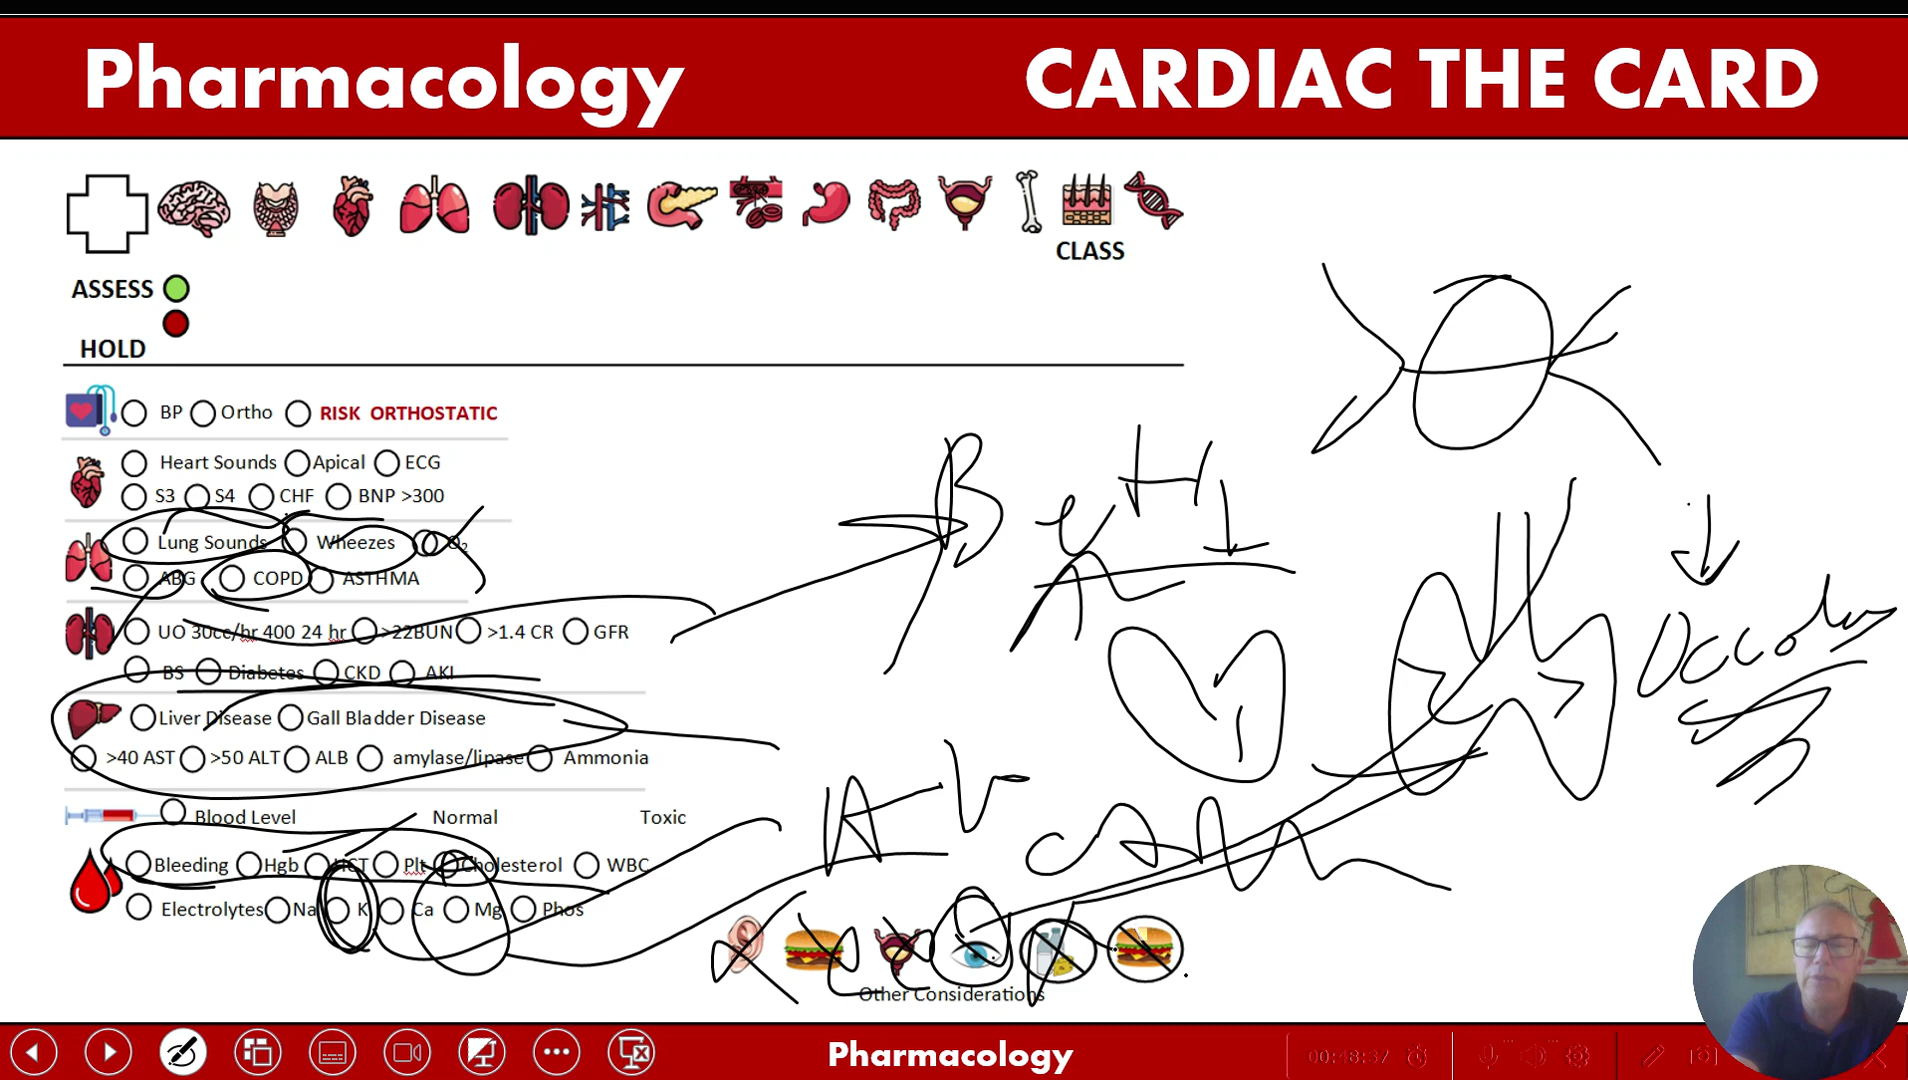 Pharmacology CARDIAC THE CARD
CLASS
ASSESS
HOLD
BP Ortho RISK ORTHOSTATIC
Heart Sounds Apical ECG
S3 S4 CHF BNP >300
Lung Sounds Wheezes O₂
ABG COPD ASTHMA
UO 30cc/hr 400 24 hr >22BUN >1.4 CR GFR
BS Diabetes CKD AKI
Liver Disease Gall Bladder Disease
>40 AST >50 ALT ALB amylase/lipase Ammonia
Blood Level Normal Toxic
Bleeding Hgb HCT Plt Cholesterol WBC
Electrolytes Na K Ca Mg Phos
B
Other Considerations
Pharmacology
00:48:37